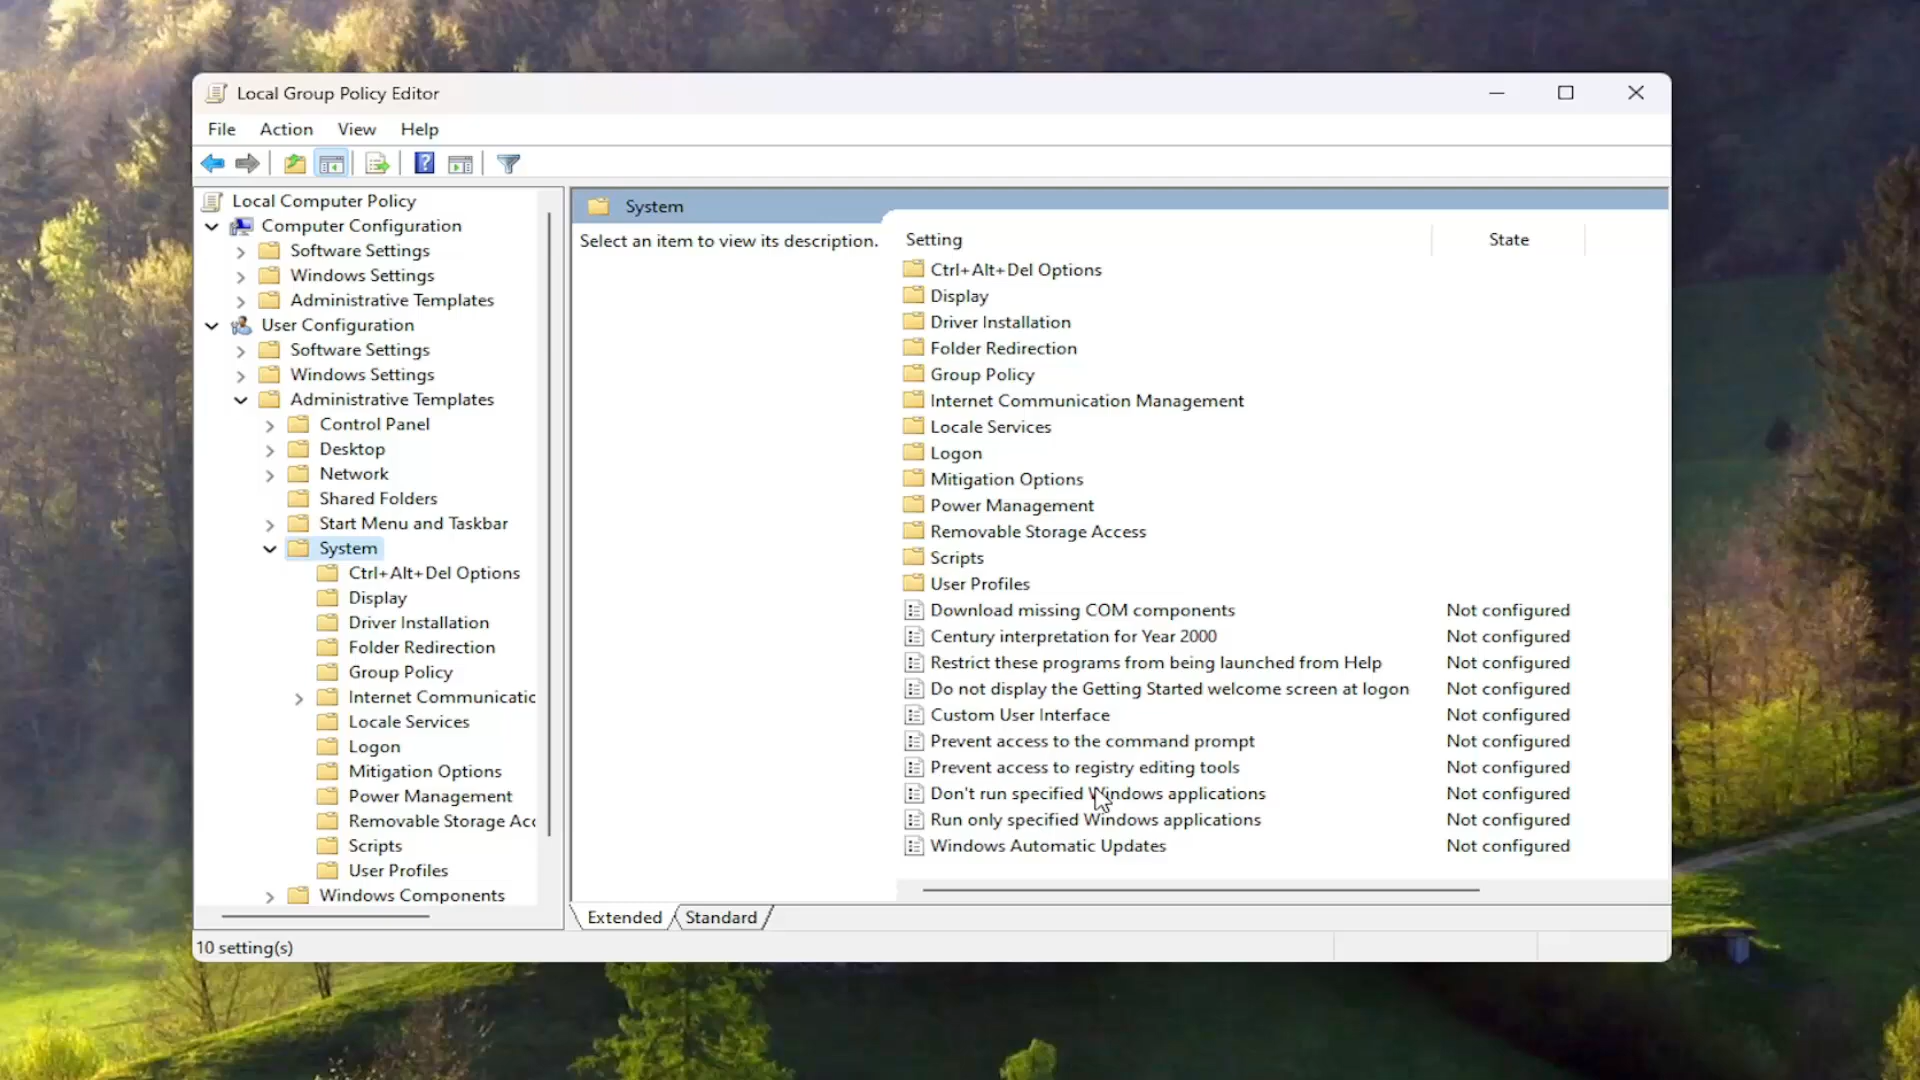 Local Group Policy Editor
File Action View Help
Local Computer Policy
Computer Configuration
Software Settings
Windows Settings
Administrative Templates
User Configuration
Software Settings
Windows Settings
Administrative Templates
Control Panel
Desktop
Network
Shared Folders
Start Menu and Taskbar
System
Ctrl+Alt+Del Options
Display
Driver Installation
Folder Redirection
Group Policy
Internet Communicatic
Locale Services
Logon
Mitigation Options
Power Management
Removable Storage Acc
Scripts
User Profiles
Windows Components
System
Select an item to view its description.
Setting State
Ctrl+Alt+Del Options
Display
Driver Installation
Folder Redirection
Group Policy
Internet Communication Management
Locale Services
Logon
Mitigation Options
Power Management
Removable Storage Access
Scripts
User Profiles
Download missing COM components Not configured
Century interpretation for Year 2000 Not configured
Restrict these programs from being launched from Help Not configured
Do not display the Getting Started welcome screen at logon Not configured
Custom User Interface Not configured
Prevent access to the command prompt Not configured
Prevent access to registry editing tools Not configured
Don't run specified Windows applications Not configured
Run only specified Windows applications Not configured
Windows Automatic Updates Not configured
Extended Standard
10 setting(s)